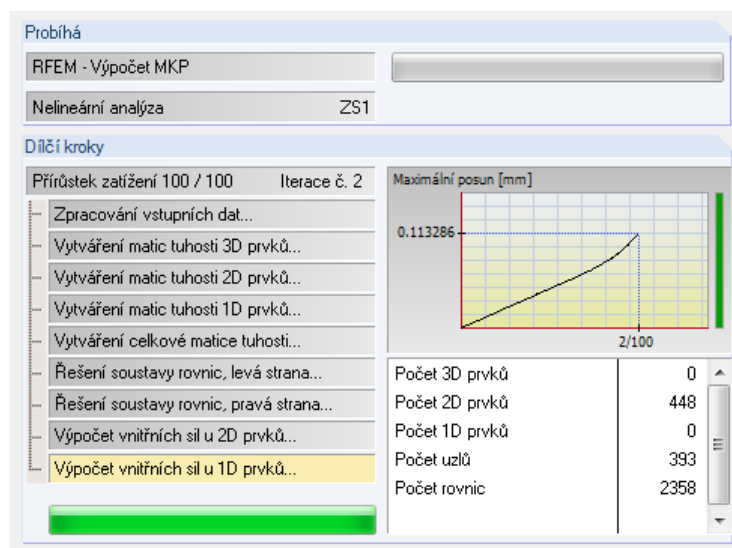 Probíhá
RFEM - Výpočet MKP
Nelineární analýza ZS1
Dílčí kroky
Přírůstek zatížení 100 / 100 Iterace č. 2
Zpracování vstupních dat...
Vytváření matic tuhosti 3D prvků...
Vytváření matic tuhosti 2D prvků...
Vytváření matic tuhosti 1D prvků...
Vytváření celkové matice tuhosti...
Řešení soustavy rovnic, levá strana...
Řešení soustavy rovnic, pravá strana...
Výpočet vnitřních sil u 2D prvků...
Výpočet vnitřních sil u 1D prvků...
Maximální posun [mm]
0.113286
2/100
Počet 3D prvků 0
Počet 2D prvků 448
Počet 1D prvků 0
Počet uzlů 393
Počet rovnic 2358